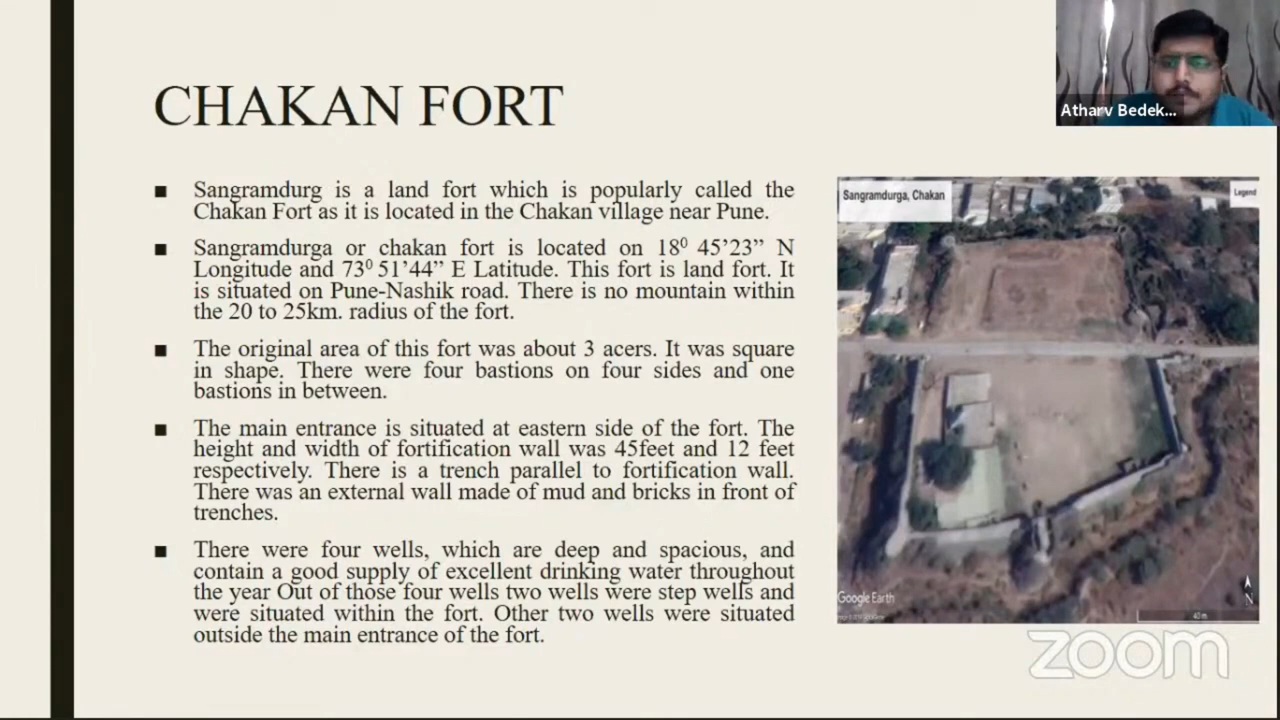 CHAKAN FORT
Atharv Bedek...
■ Sangramdurg is a land fort which is popularly called the
Chakan Fort as it is located in the Chakan village near Pune.
■ Sangramdurga or chakan fort is located on 18⁰ 45’23” N
Longitude and 73⁰ 51’44” E Latitude. This fort is land fort. It
is situated on Pune-Nashik road. There is no mountain within
the 20 to 25km. radius of the fort.
■ The original area of this fort was about 3 acers. It was square
in shape. There were four bastions on four sides and one
bastions in between.
■ The main entrance is situated at eastern side of the fort. The
height and width of fortification wall was 45feet and 12 feet
respectively. There is a trench parallel to fortification wall.
There was an external wall made of mud and bricks in front of
trenches.
■ There were four wells, which are deep and spacious, and
contain a good supply of excellent drinking water throughout
the year Out of those four wells two wells were step wells and
were situated within the fort. Other two wells were situated
outside the main entrance of the fort.
Sangramdurga, Chakan
Legend
Google Earth
N
40 m
zoom